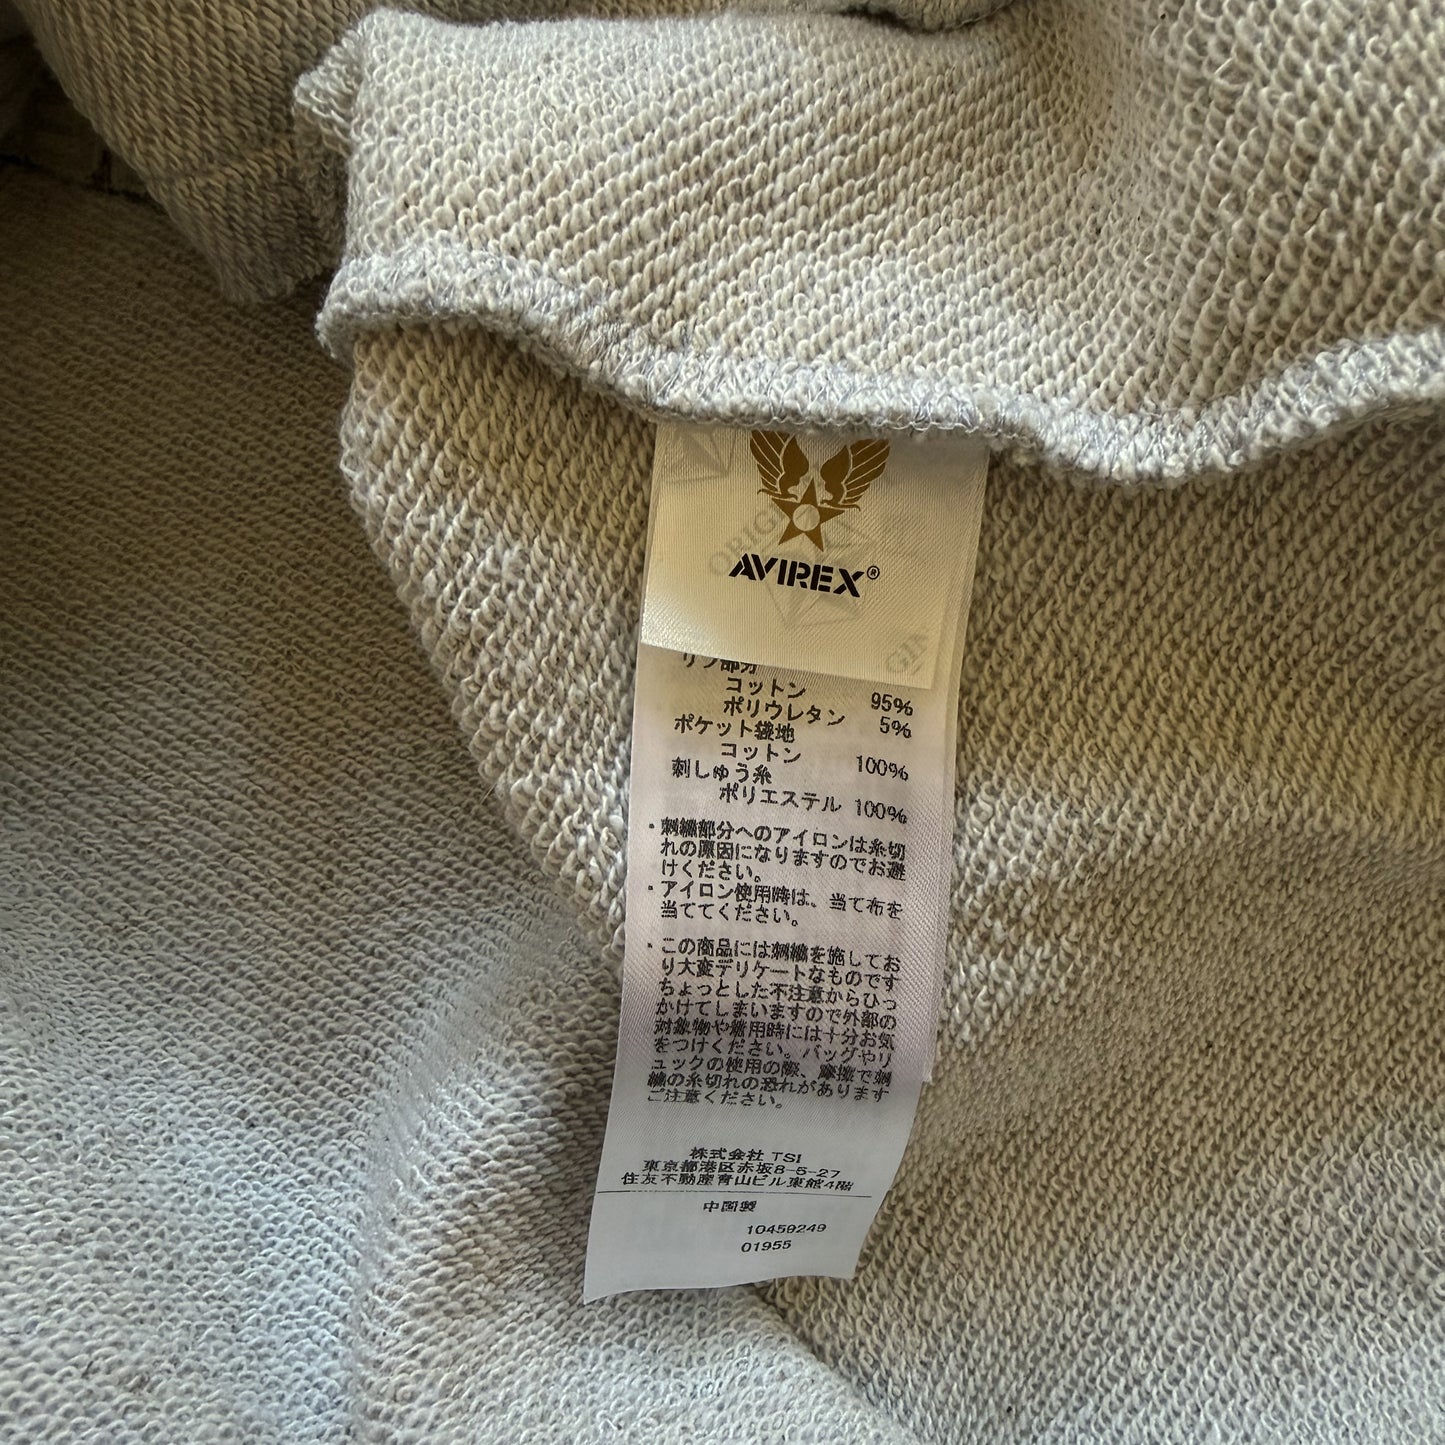 AVIREX®
リブ部分
コットン 95%
ポリウレタン 5%
ポケット袋地
コットン 100%
刺しゅう糸
ポリエステル 100%
・刺繍部分へのアイロンは糸切
れの原因になりますのでお避
けください。
・アイロン使用時は、当て布を
当ててください。
・この商品には刺繍を施してお
り大変デリケートなものです
ちょっとした不注意からひっ
かけてしまいますので外部の
対象物や着用時には十分お気
をつけください。バッグやリ
ュックの使用の際、摩擦で刺
繍の糸切れの恐れがあります
ご注意ください。
株式会社 TSI
東京都港区赤坂8-5-27
住友不動産青山ビル東館4階
中国製
10459249
01955